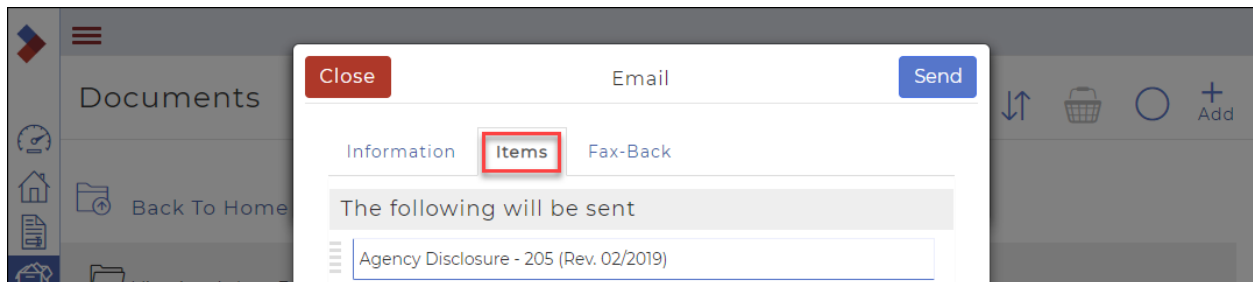 Close
Email
Send
Documents
Add
Information
Items
Fax-Back
Back To Home
The following will be sent
Agency Disclosure - 205 (Rev. 02/2019)